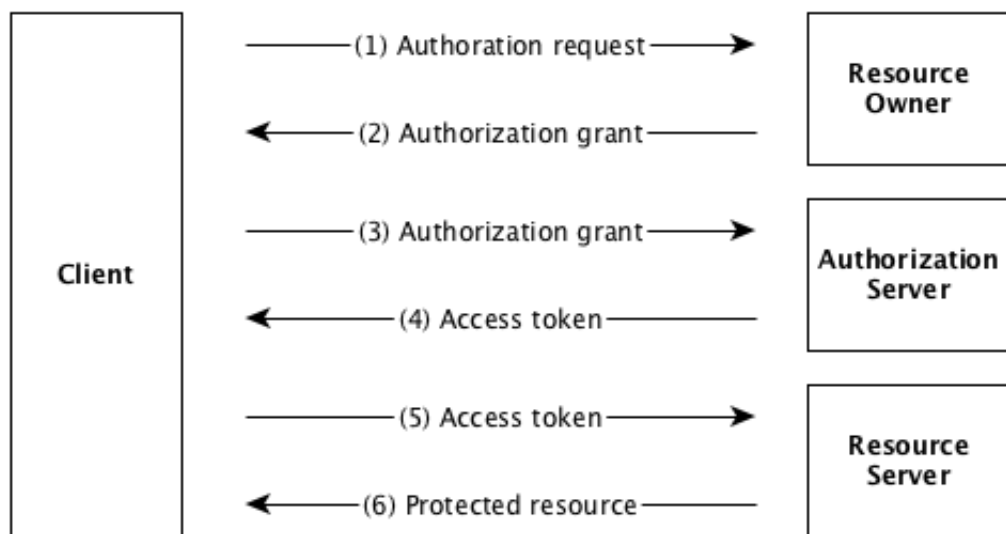 (1) Authoration request
Resource
Owner
(2) Authorization grant
Client
(3) Authorization grant
Authorization
Server
(4) Access token
(5) Access token
Resource
Server
(6) Protected resource